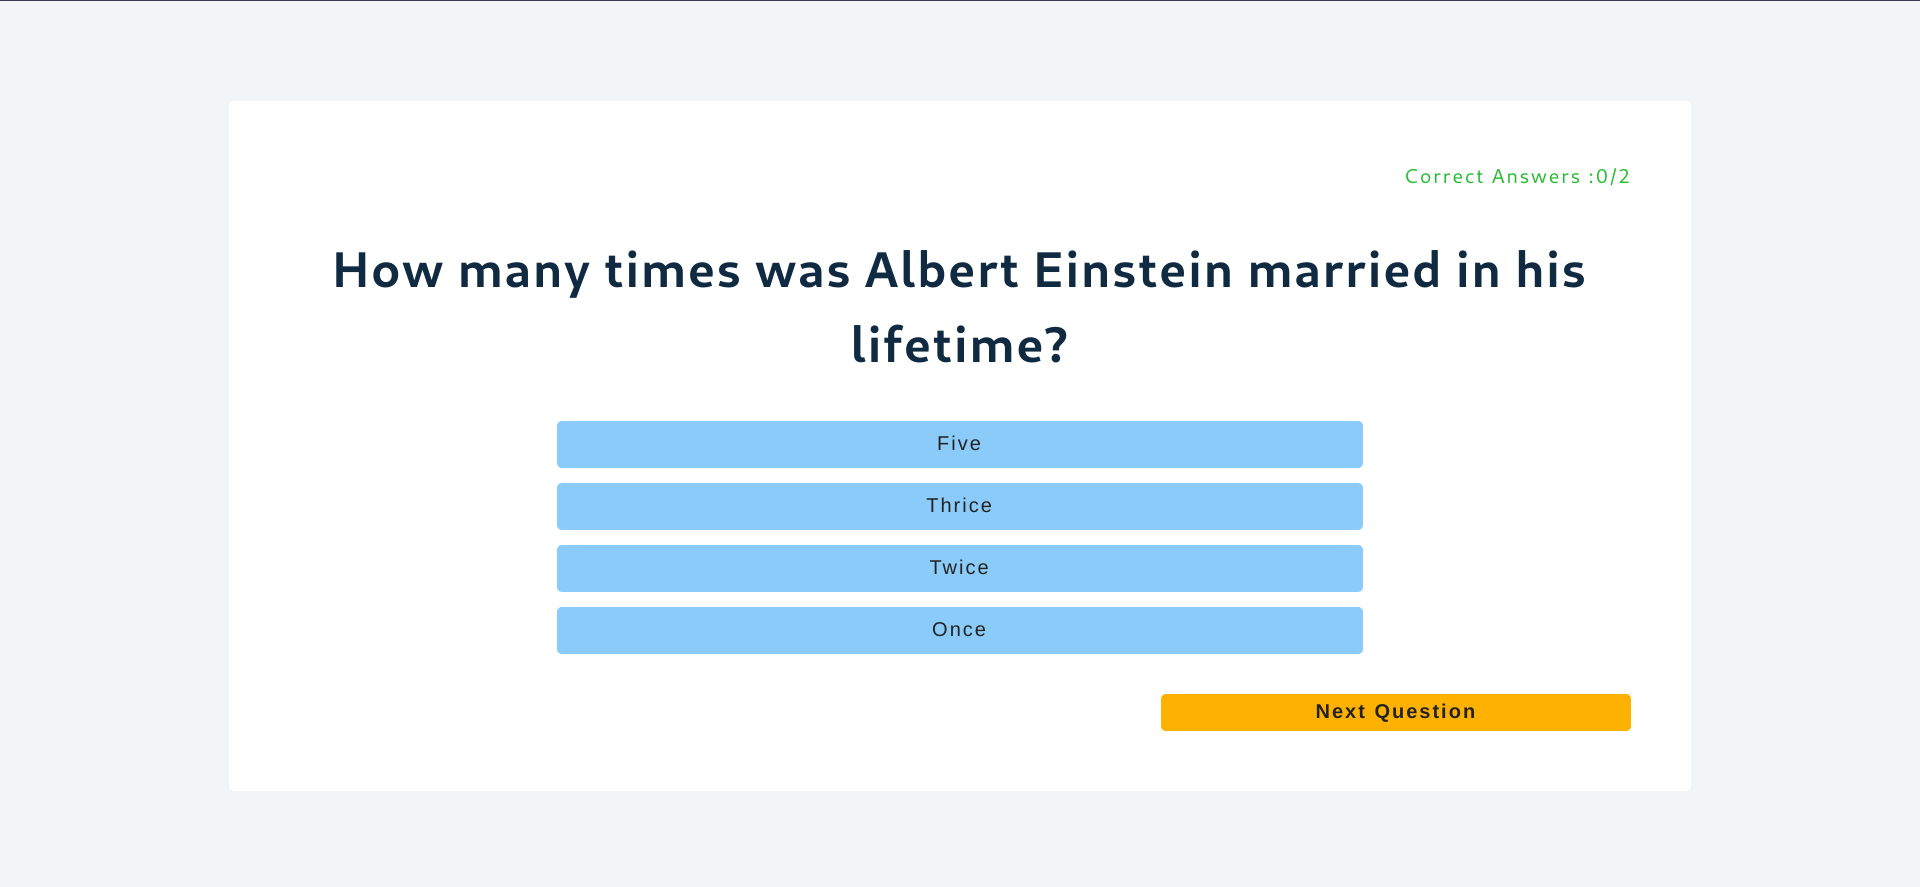 Correct Answers :0/2
How many times was Albert Einstein married in his
lifetime?
Five
Thrice
Twice
Once
Next Question